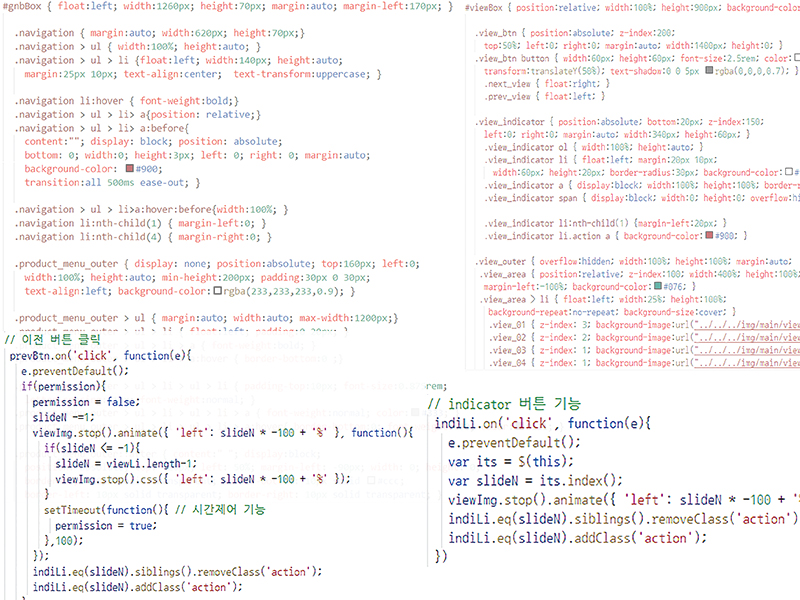 #gnbBox { float:left; width:1260px; height:70px; margin:auto; margin-left:170px; }
.navigation { margin:auto; width:620px; height:70px;}
.navigation > ul { width:100%; height:auto; }
.navigation > ul > li {float:left; width:140px; height:auto;
margin:25px 10px; text-align:center;  text-transform:uppercase; }
.navigation li:hover { font-weight:bold;}
.navigation > ul > li> a{position: relative;}
.navigation > ul > li> a:before{
content:""; display: block; position: absolute;
bottom: 0; width:0; height:3px; left: 0; right: 0; margin:auto;
background-color: #900;
transition:all 500ms ease-out; }
.navigation > ul > li>a:hover:before{width:100%; }
.navigation li:nth-child(1) { margin-left:0; }
.navigation li:nth-child(4) { margin-right:0; }
.product_menu_outer { display: none; position:absolute; top:160px; left:0;
width:100%; height:auto; min-height:200px; padding:30px 0 30px;
text-align:left; background-color:rgba(233,233,233,0.9); }
.product_menu_outer > ul { margin:auto; width:auto; max-width:1200px;}
#viewBox { position:relative; width:100%; height:900px; background-color
.view_btn { position:absolute; z-index:200;
top:50%; left:0; right:0; margin:auto; width:1400px; height:0; }
.view_btn button { width:60px; height:60px; font-size:2.5rem; color:
transform:translateY(50%); text-shadow:0 0 5px rgba(0,0,0,0.7); }
.next_view { float:right; }
.prev_view { float:left; }
.view_indicator { position:absolute; bottom:20px; z-index:150;
left:0; right:0; margin:auto; width:340px; height:60px; }
.view_indicator ol { width:100%; height:auto; }
.view_indicator li { float:left; margin:20px 10px;
width:60px; height:20px; border-radius:30px; background-color:#
.view_indicator a { display:block; width:100%; height:100%; border-r
.view_indicator span { display:block; width:0; height:0; overflow:hi
.view_indicator li:nth-child(1) {margin-left:20px; }
.view_indicator li.action a { background-color:#900; }
.view_outer { overflow:hidden; width:100%; height:100%; margin:auto;
.view_area { position:relative; z-index:100; width:400%; height:100%;
margin-left:-100%; background-color:#076; }
.view_area > li { float:left; width:25%; height:100%;
background-repeat:no-repeat; background-size:cover; }
.view_01 { z-index: 3; background-image:url("../../../img/main/view
.view_02 { z-index: 2; background-image:url("../../../img/main/view
.view_03 { z-index: 1; background-image:url("../../../img/main/view
.view_04 { z-index: 1; background-image:url("../../../img/main/view
// 이전 버튼 클릭
prevBtn.on('click', function(e){
e.preventDefault();
if(permission){
permission = false;
slideN -=1;
viewImg.stop().animate({ 'left': slideN * -100 + '%' }, function(){
if(slideN <= -1){
slideN = viewLi.length-1;
viewImg.stop().css({ 'left': slideN * -100 + '%' });
}
setTimeout(function(){ // 시간제어 기능
permission = true;
},100);
});
indiLi.eq(slideN).siblings().removeClass('action');
indiLi.eq(slideN).addClass('action');
rem;
// indicator 버튼 기능
indiLi.on('click', function(e){
e.preventDefault();
var its = $(this);
var slideN = its.index();
viewImg.stop().animate({ 'left': slideN * -100 + '%
indiLi.eq(slideN).siblings().removeClass('action')
indiLi.eq(slideN).addClass('action');
})